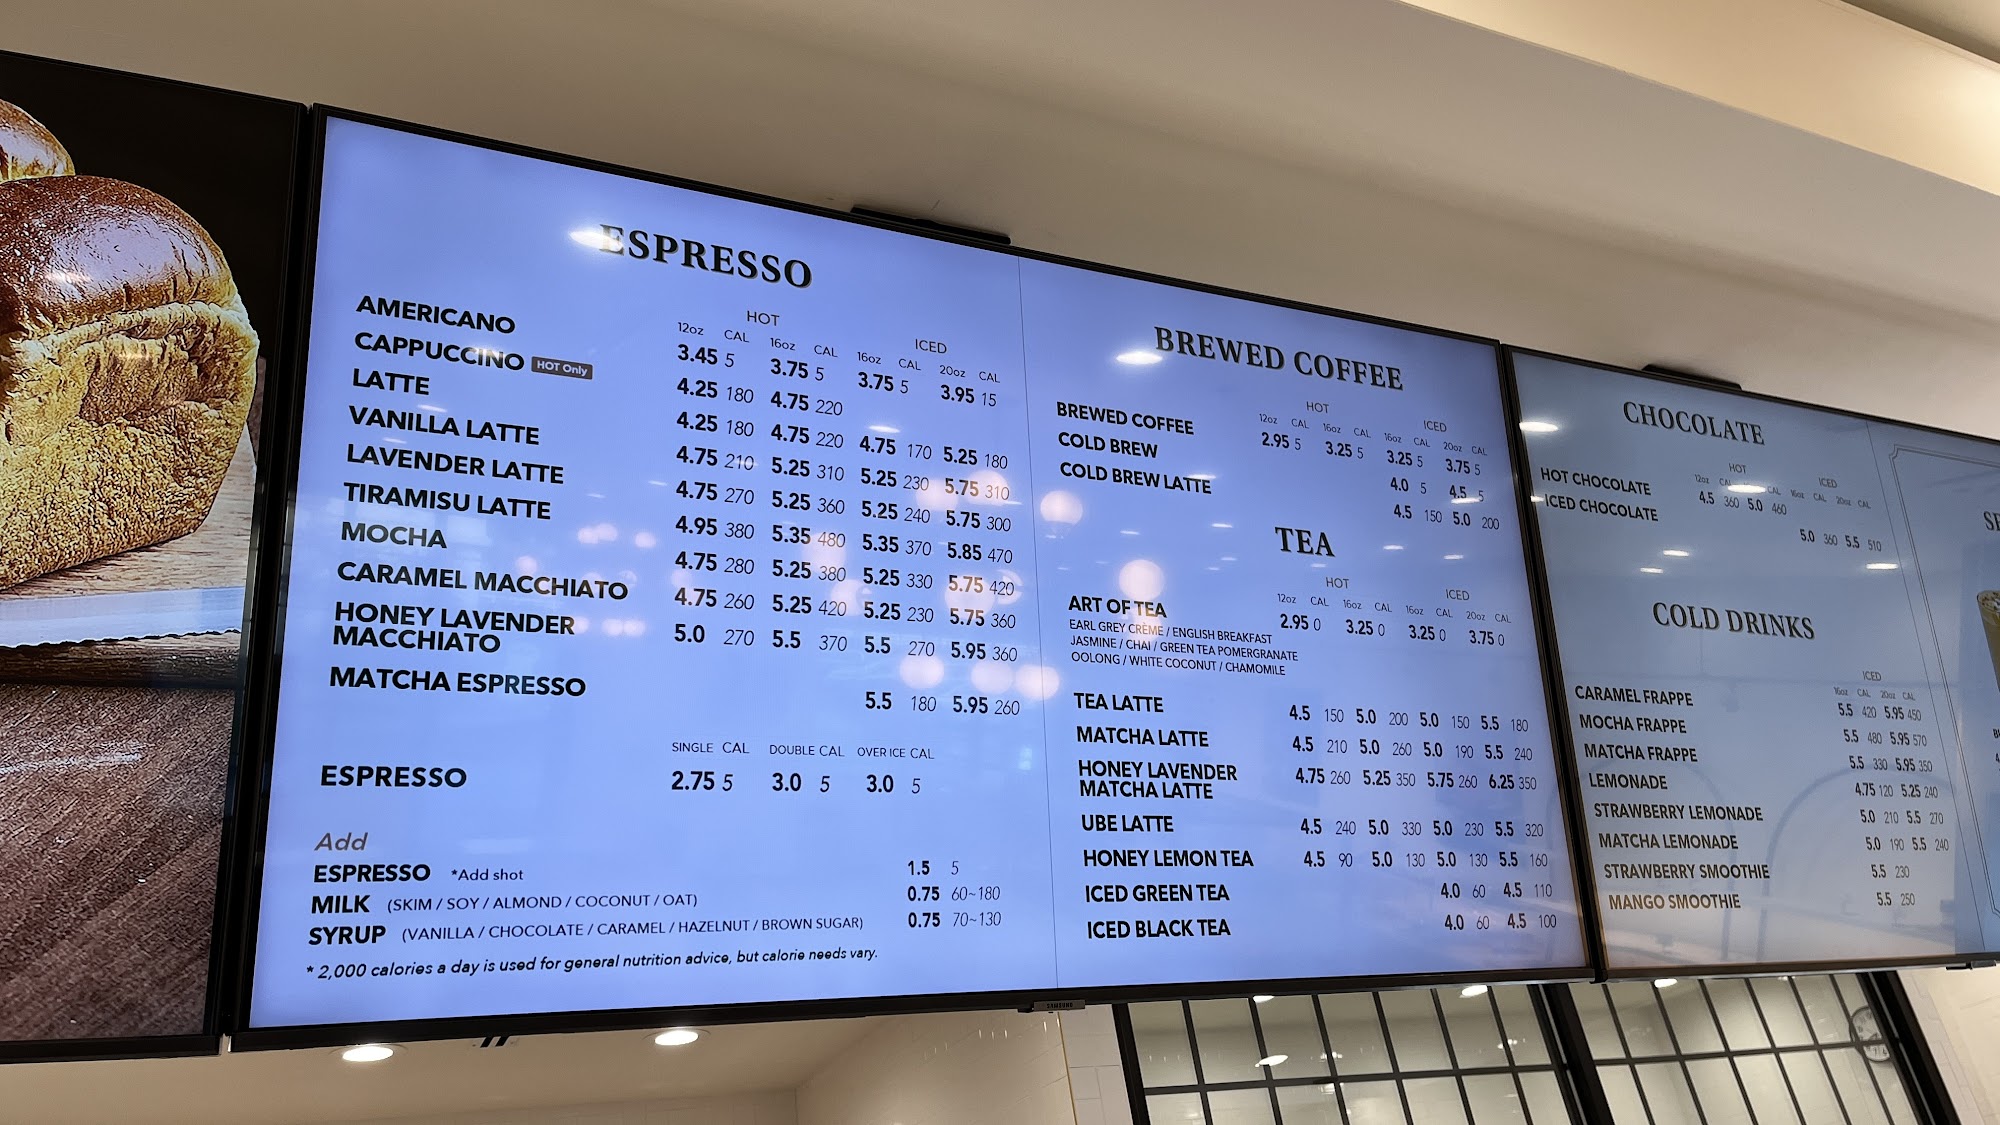 ESPRESSO
HOT ICED
12oz CAL 16oz CAL 16oz CAL 20oz CAL
AMERICANO 3.45 5 3.75 5 3.75 5 3.95 15
CAPPUCCINO HOT Only 4.25 180 4.75 220
LATTE 4.25 180 4.75 220 4.75 170 5.25 180
VANILLA LATTE 4.75 210 5.25 310 5.25 230 5.75 310
LAVENDER LATTE 4.75 270 5.25 360 5.25 240 5.75 300
TIRAMISU LATTE 4.95 380 5.35 480 5.35 370 5.85 470
MOCHA 4.75 280 5.25 380 5.25 330 5.75 420
CARAMEL MACCHIATO 4.75 260 5.25 420 5.25 230 5.75 360
HONEY LAVENDER
MACCHIATO 5.0 270 5.5 370 5.5 270 5.95 360
MATCHA ESPRESSO 5.5 180 5.95 260
SINGLE CAL DOUBLE CAL OVER ICE CAL
ESPRESSO 2.75 5 3.0 5 3.0 5
Add
ESPRESSO *Add shot 1.5 5
MILK (SKIM / SOY / ALMOND / COCONUT / OAT) 0.75 60~180
SYRUP (VANILLA / CHOCOLATE / CARAMEL / HAZELNUT / BROWN SUGAR) 0.75 70~130
* 2,000 calories a day is used for general nutrition advice, but calorie needs vary.
BREWED COFFEE
HOT ICED
12oz CAL 16oz CAL 16oz CAL 20oz CAL
BREWED COFFEE 2.95 5 3.25 5 3.25 5 3.75 5
COLD BREW 4.0 5 4.5 5
COLD BREW LATTE 4.5 150 5.0 200
TEA
HOT ICED
12oz CAL 16oz CAL 16oz CAL 20oz CAL
ART OF TEA 2.95 0 3.25 0 3.25 0 3.75 0
EARL GREY CRÈME / ENGLISH BREAKFAST
JASMINE / CHAI / GREEN TEA POMERGRANATE
OOLONG / WHITE COCONUT / CHAMOMILE
TEA LATTE 4.5 150 5.0 200 5.0 150 5.5 180
MATCHA LATTE 4.5 210 5.0 260 5.0 190 5.5 240
HONEY LAVENDER
MATCHA LATTE 4.75 260 5.25 350 5.75 260 6.25 350
UBE LATTE 4.5 240 5.0 330 5.0 230 5.5 320
HONEY LEMON TEA 4.5 90 5.0 130 5.0 130 5.5 160
ICED GREEN TEA 4.0 60 4.5 110
ICED BLACK TEA 4.0 60 4.5 100
SAMSUNG
CHOCOLATE
HOT ICED
12oz CAL CAL 16oz CAL 20oz CAL
HOT CHOCOLATE 4.5 360 5.0 460
ICED CHOCOLATE 5.0 360 5.5 510
COLD DRINKS
ICED
16oz CAL 20oz CAL
CARAMEL FRAPPE 5.5 420 5.95 450
MOCHA FRAPPE 5.5 480 5.95 570
MATCHA FRAPPE 5.5 330 5.95 350
LEMONADE 4.75 120 5.25 240
STRAWBERRY LEMONADE 5.0 210 5.5 270
MATCHA LEMONADE 5.0 190 5.5 240
STRAWBERRY SMOOTHIE 5.5 230
MANGO SMOOTHIE 5.5 250